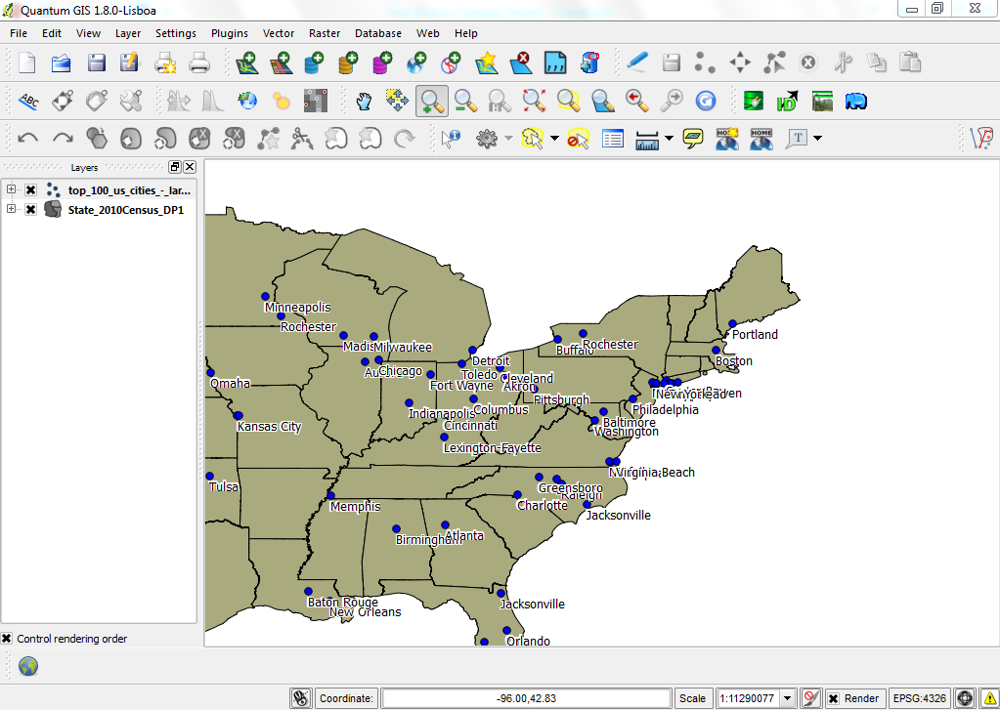 Quantum GIS 1.8.0-Lisboa
File Edit View Layer Settings Plugins Vector Raster Database Web Help
ABC
Layers
top_100_us_cities_-_lar...
State_2010Census_DP1
Minneapolis
Rochester
Madis
Milwaukee
Buffalo
Rochester
Portland
Boston
Detroit
Chicago
Toledo
Cleveland
Omaha
Fort Wayne
Akron
Pittsburgh
New York
Philadelphia
Indianapolis
Columbus
Kansas City
Cincinnati
Baltimore
Washington
Lexington-Fayette
Virginia Beach
Tulsa
Greensboro
Raleigh
Memphis
Charlotte
Jacksonville
Birmingham
Atlanta
Baton Rouge
New Orleans
Jacksonville
Orlando
Control rendering order
Coordinate: -96.00,42.83 Scale 1:11290077 Render EPSG:4326